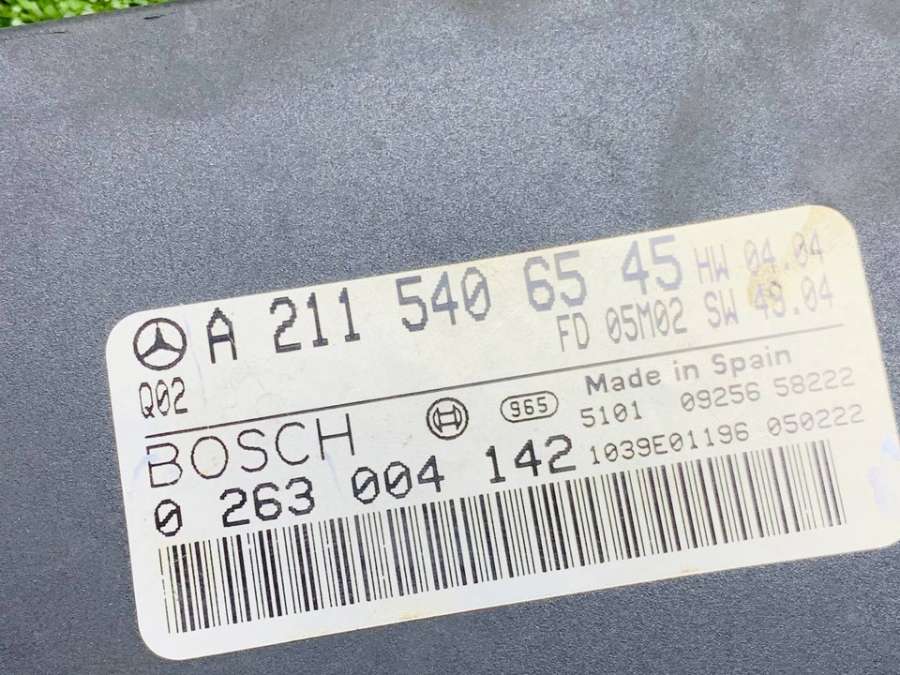 A 211 540 65 45 HW 04.04
Q02 FD 05M02 SW 49.04
BOSCH 965 Made in Spain
5101 09256 58222
0 263 004 142 1039E01196 050222